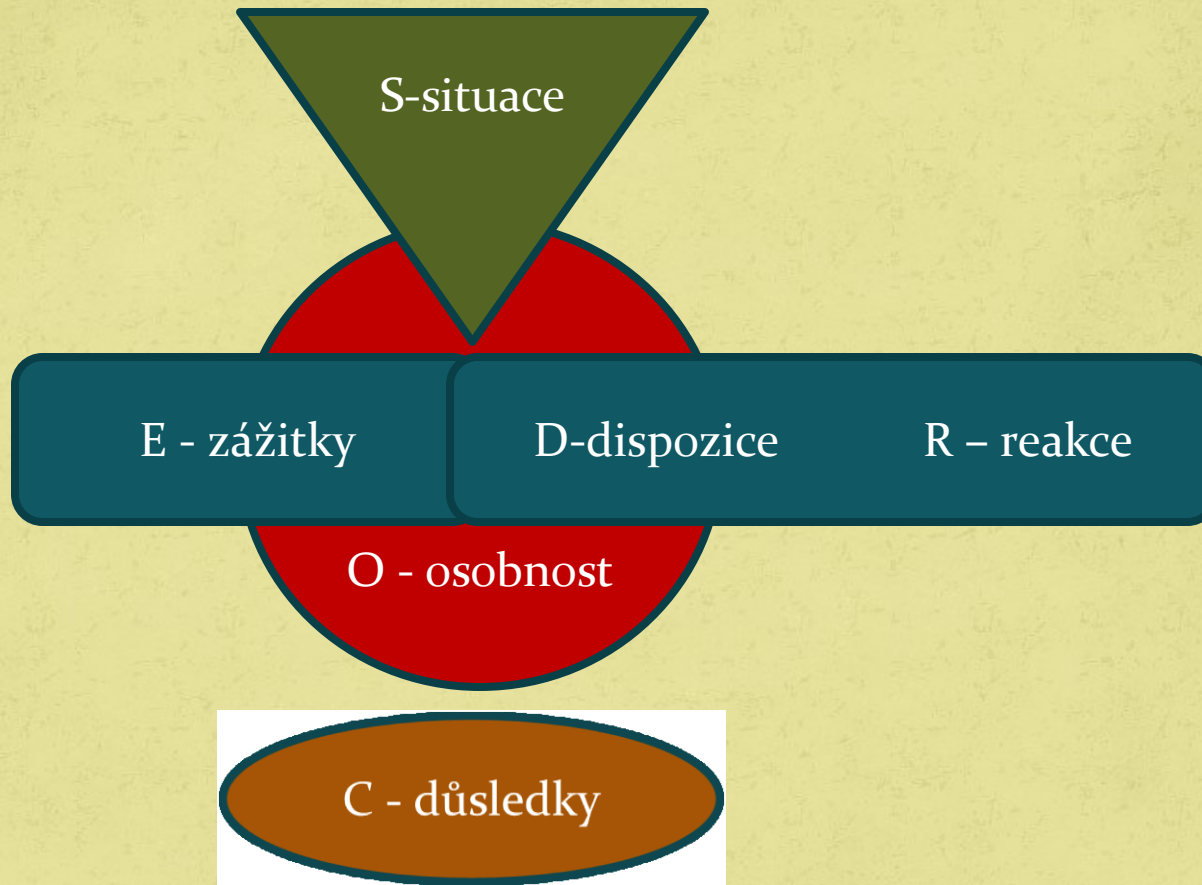 S-situace
E - zážitky
D-dispozice
R – reakce
O - osobnost
C - důsledky